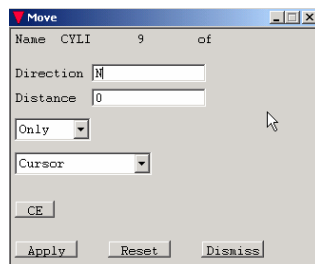 Move
Name CYLI 9 of
Direction N
Distance 0
Only
Cursor
CE
Apply Reset Dismiss